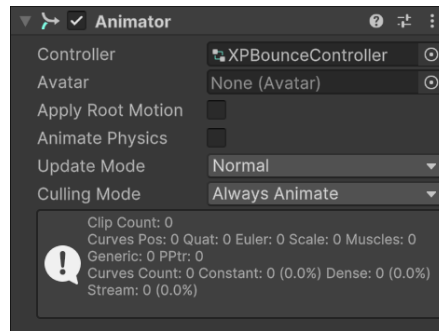 Animator
Controller XPBounceController
Avatar None (Avatar)
Apply Root Motion
Animate Physics
Update Mode Normal
Culling Mode Always Animate
Clip Count: 0
Curves Pos: 0 Quat: 0 Euler: 0 Scale: 0 Muscles: 0
Generic: 0 PPtr: 0
Curves Count: 0 Constant: 0 (0.0%) Dense: 0 (0.0%)
Stream: 0 (0.0%)